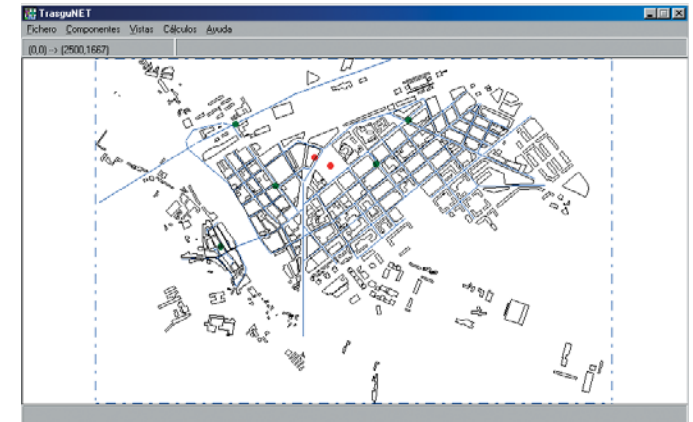 TrasguNET
Fichero Componentes Vistas Cálculos Ayuda
(0,0) --> (2500,1667)